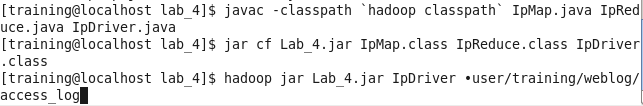 [training@localhost lab_4]$ javac -classpath `hadoop classpath` IpMap.java IpRed
uce.java IpDriver.java
[training@localhost lab_4]$ jar cf Lab_4.jar IpMap.class IpReduce.class IpDriver
.class
[training@localhost lab_4]$ hadoop jar Lab_4.jar IpDriver •user/training/weblog/
access_log